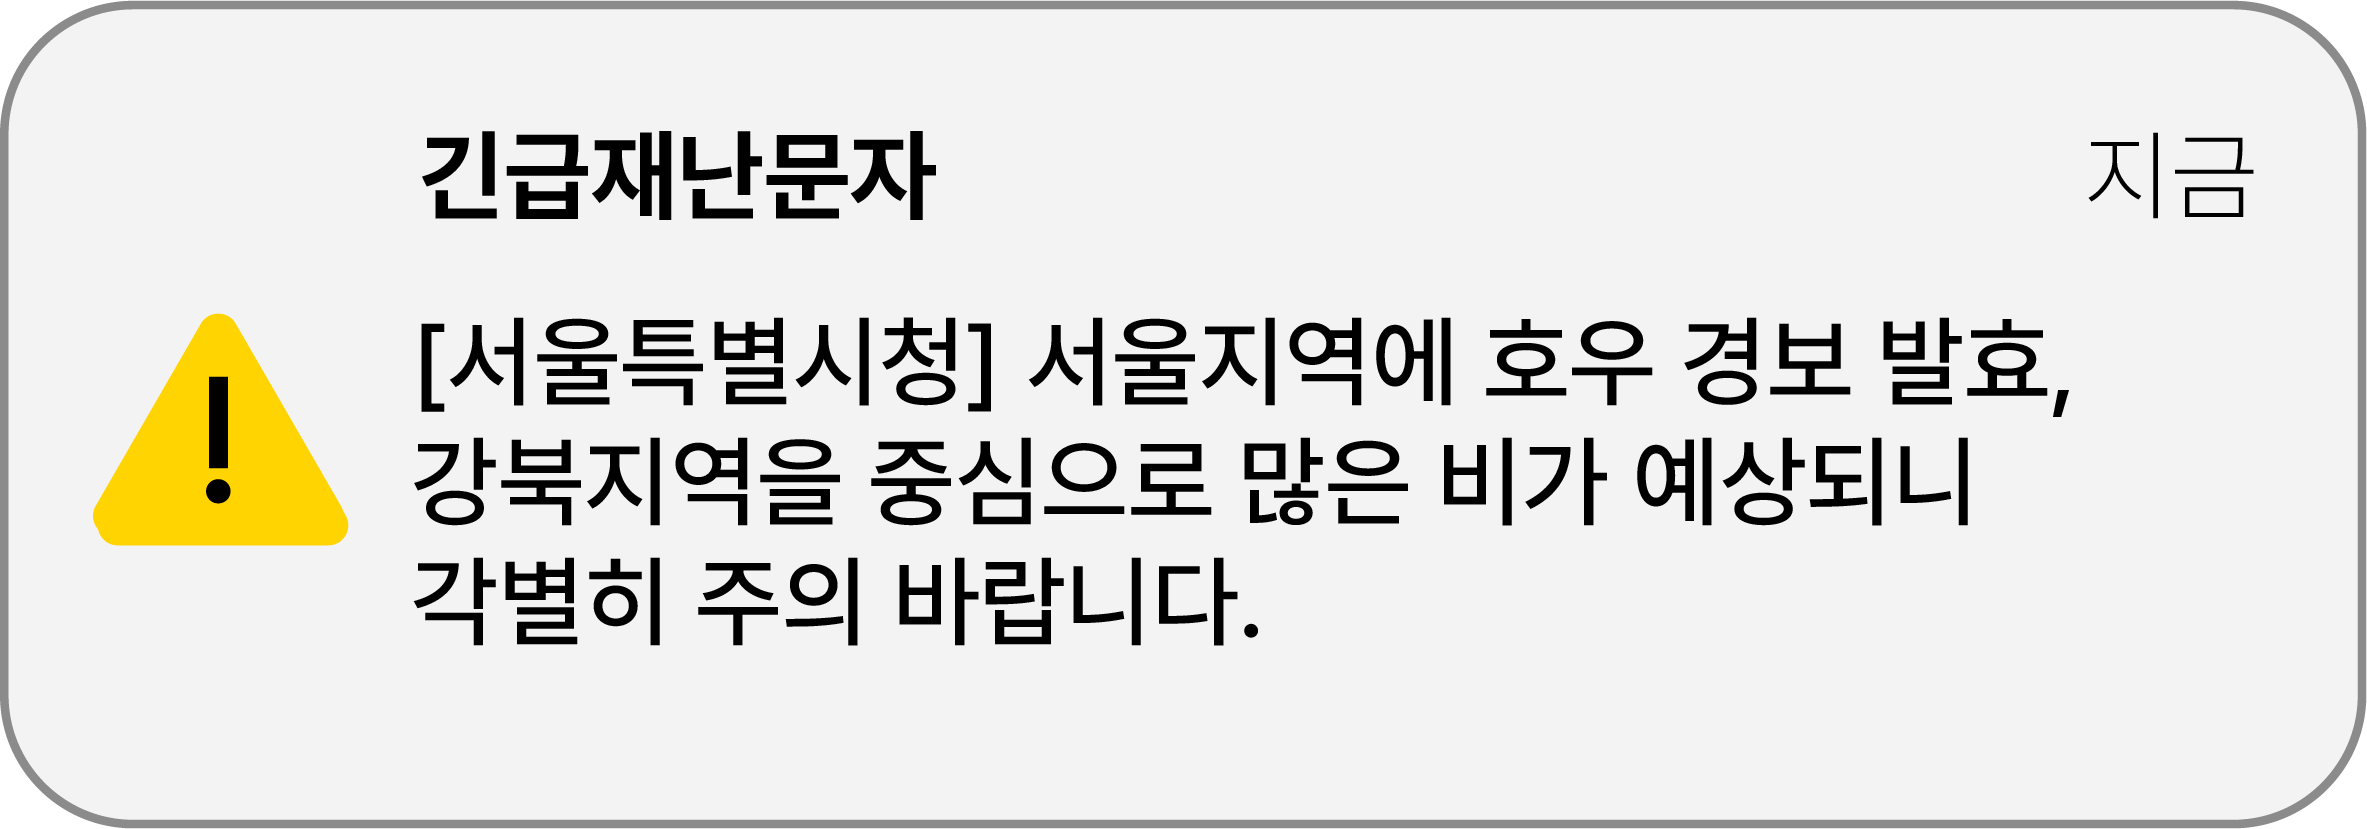 긴급재난문자 지금
[서울특별시청] 서울지역에 호우 경보 발효,
강북지역을 중심으로 많은 비가 예상되니
각별히 주의 바랍니다.